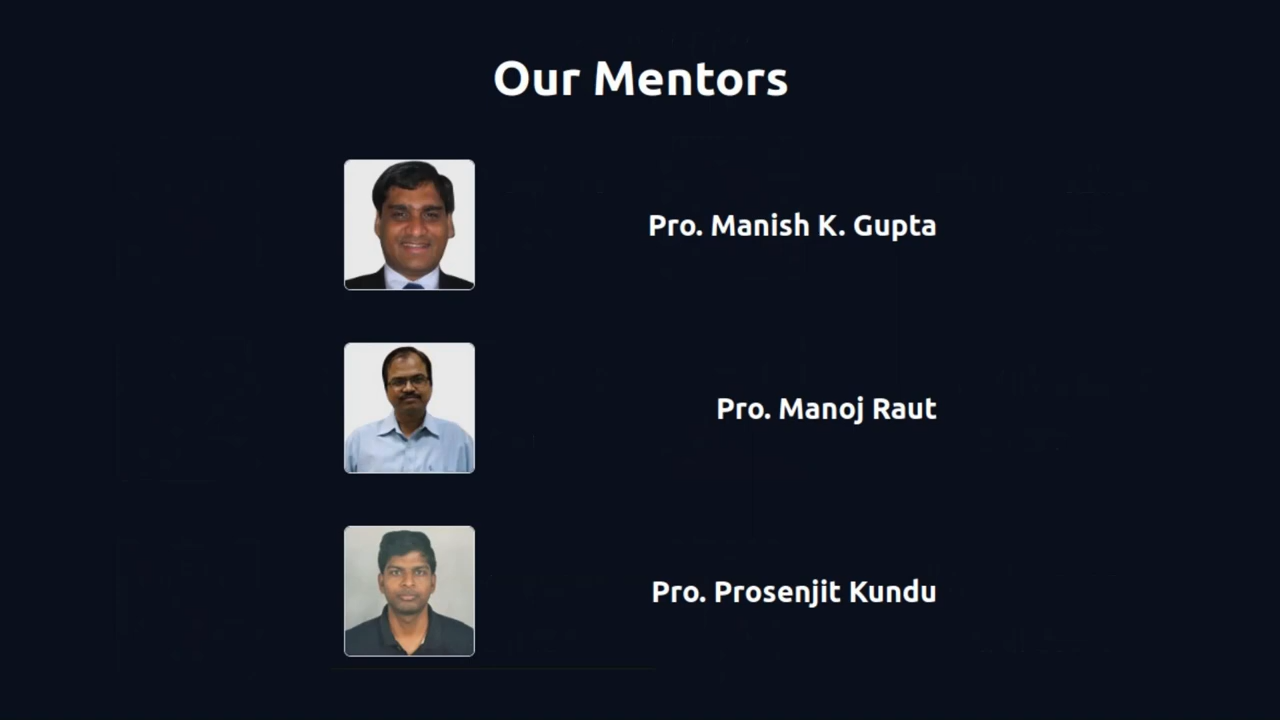 Our Mentors
Pro. Manish K. Gupta
Pro. Manoj Raut
Pro. Prosenjit Kundu